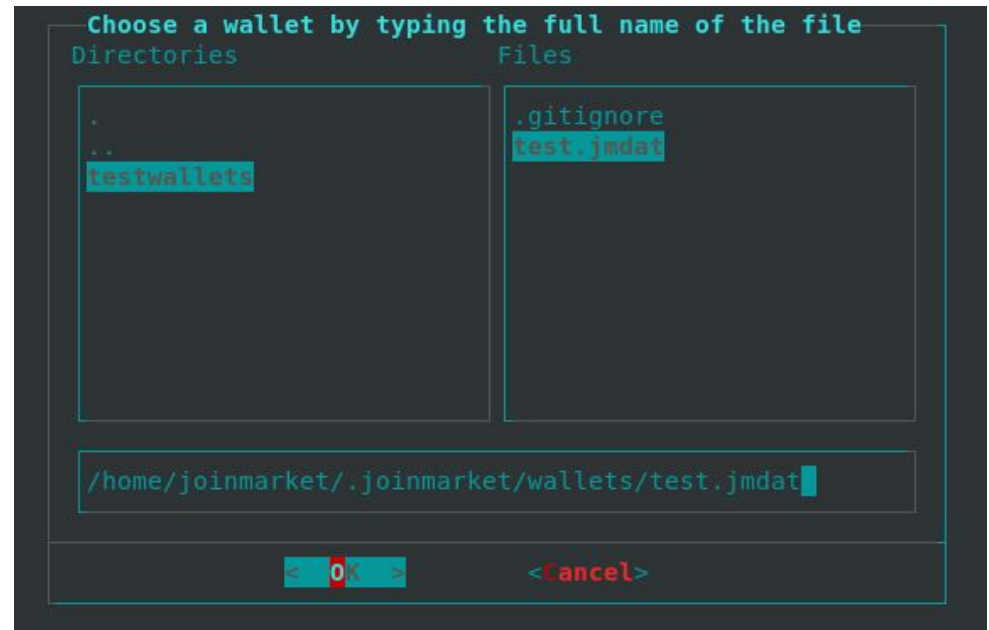 Choose a wallet by typing the full name of the file
Directories Files
. .gitignore
.. test.jmdat
testwallets
/home/joinmarket/.joinmarket/wallets/test.jmdat
< OK > <Cancel>